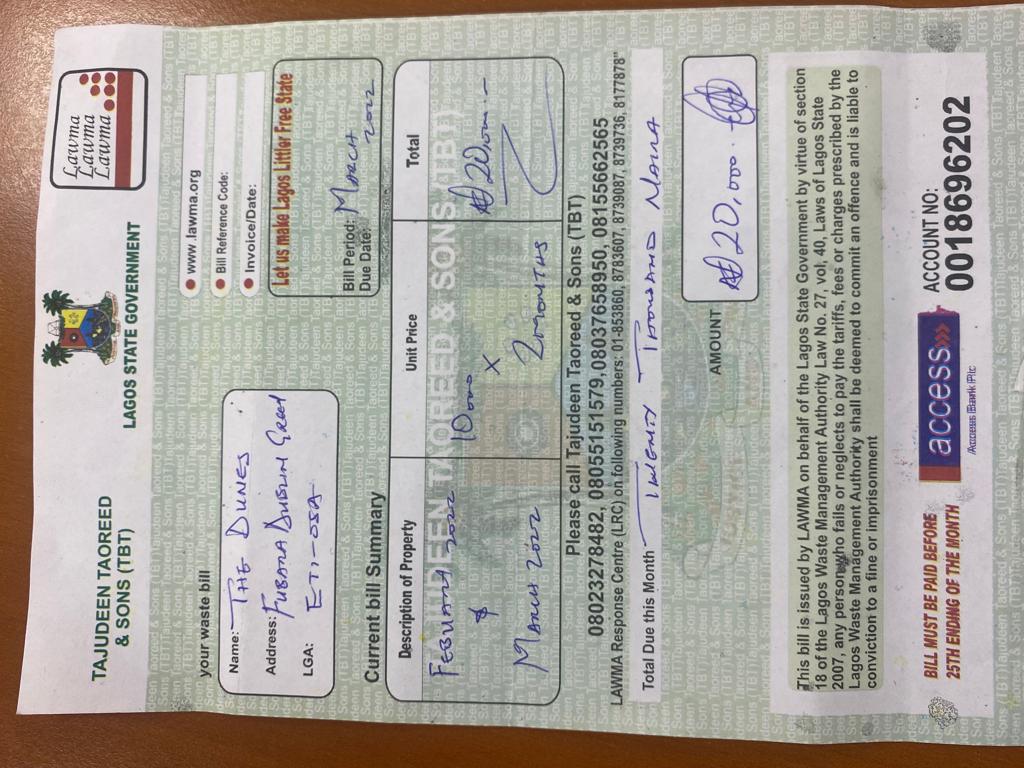 TAJUDEEN TAOREED
& SONS (TBT)
LAGOS STATE GOVERNMENT
Lawma
Lawma
Lawma
your waste bill
Name: THE DUNES
Address: FUBARA DUBLIN GREEN
LGA: ETI-OSA
www.lawma.org
Bill Reference Code:
Invoice/Date:
Let us make Lagos Littler Free State
Bill Period: MARCH
Due Date: 2022
Current bill Summary
Description of Property Unit Price Total
FEBUARY 2022 10000 ₦20,000 :-
& X
MARCH 2022 2 MONTHS
TAJUDEEN TAOREED & SONS (TBT)
Please call Tajudeen Taoreed & Sons (TBT)
08023278482, 08055151579,08037658950, 08155662565
LAWMA Response Centre (LRC) on following numbers: 01-853860, 8783607, 8739087, 8739736, 8177878"
Total Due this Month TWENTY THOUSAND NAIRA
AMOUNT ₦20,000.
This bill is issued by LAWMA on behalf of the Lagos State Government by virtue of section
18 of the Lagos Waste Management Authority Law No. 27, vol. 40, Laws of Lagos State
2007, any person who fails or neglects to pay the tariffs, fees or charges prescribed by the
Lagos Waste Management Authority shall be deemed to commit an offence and is liable to
conviction to a fine or imprisonment
BILL MUST BE PAID BEFORE
25TH ENDING OF THE MONTH
access>>>
Access Bank Plc
ACCOUNT NO:
0018696202